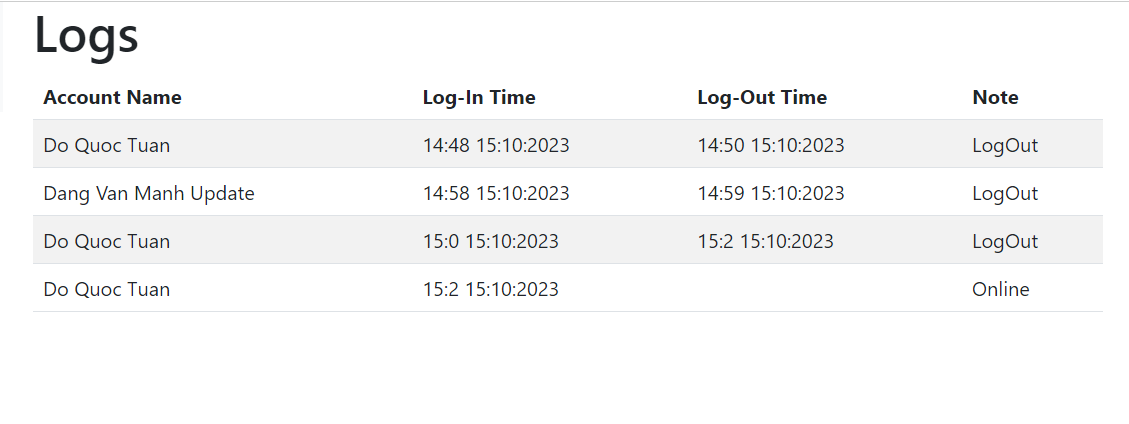 Logs
Account Name Log-In Time Log-Out Time Note
Do Quoc Tuan 14:48 15:10:2023 14:50 15:10:2023 LogOut
Dang Van Manh Update 14:58 15:10:2023 14:59 15:10:2023 LogOut
Do Quoc Tuan 15:0 15:10:2023 15:2 15:10:2023 LogOut
Do Quoc Tuan 15:2 15:10:2023 Online